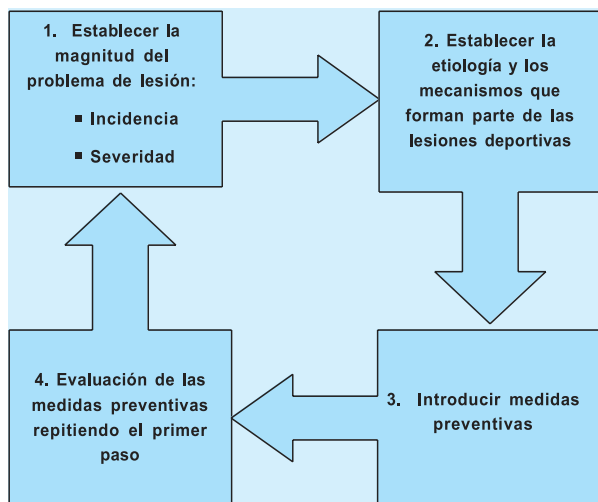 1. Establecer la
magnitud del
problema de lesión:
▪ Incidencia
▪ Severidad
2. Establecer la
etiología y los
mecanismos que
forman parte de las
lesiones deportivas
3. Introducir medidas
preventivas
4. Evaluación de las
medidas preventivas
repitiendo el primer
paso